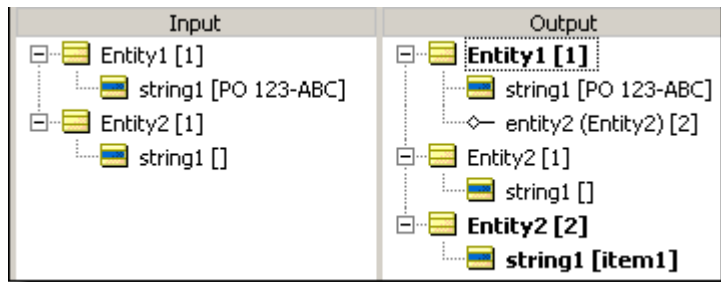 Input
Entity1 [1]
string1 [PO 123-ABC]
Entity2 [1]
string1 []
Output
Entity1 [1]
string1 [PO 123-ABC]
entity2 (Entity2) [2]
Entity2 [1]
string1 []
Entity2 [2]
string1 [item1]